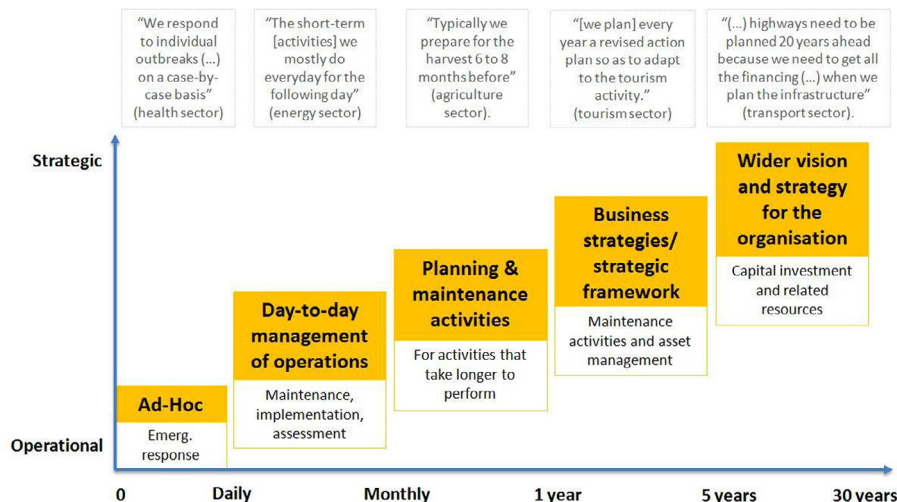 “We respond
to individual
outbreaks (...)
on a case-by-
case basis”
(health sector)
“The short-term
[activities] we
mostly do
everyday for the
following day”
(energy sector)
“Typically we
prepare for the
harvest 6 to 8
months before”
(agriculture
sector).
“[we plan] every
year a revised action
plan so as to adapt
to the tourism
activity.”
(tourism sector)
“(...) highways need to be
planned 20 years ahead
because we need to get all
the financing (...) when we
plan the infrastructure”
(transport sector).
Strategic
Operational
Ad-Hoc
Emerg.
response
Day-to-day
management
of operations
Maintenance,
implementation,
assessment
Planning &
maintenance
activities
For activities that
take longer to
perform
Business
strategies/
strategic
framework
Maintenance
activities and asset
management
Wider vision
and strategy
for the
organisation
Capital investment
and related
resources
0 Daily Monthly 1 year 5 years 30 years